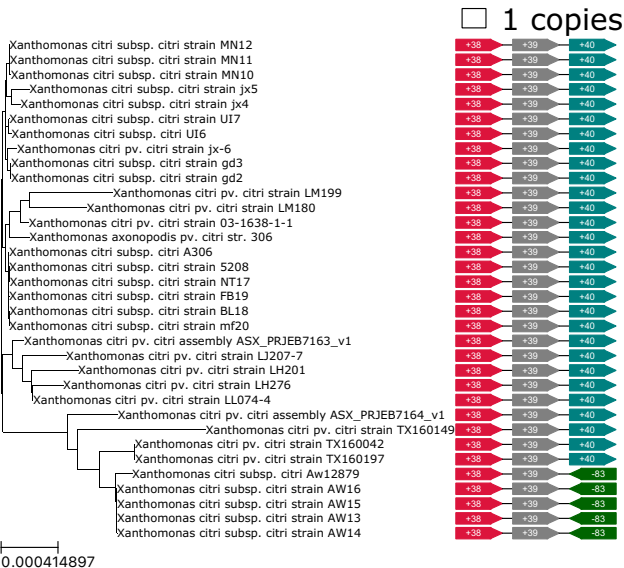 1 copies
Xanthomonas citri subsp. citri strain MN12 +38 +39 +40
Xanthomonas citri subsp. citri strain MN11 +38 +39 +40
Xanthomonas citri subsp. citri strain MN10 +38 +39 +40
Xanthomonas citri subsp. citri strain jx5 +38 +39 +40
Xanthomonas citri subsp. citri strain jx4 +38 +39 +40
Xanthomonas citri subsp. citri strain UI7 +38 +39 +40
Xanthomonas citri subsp. citri UI6 +38 +39 +40
Xanthomonas citri pv. citri strain jx-6 +38 +39 +40
Xanthomonas citri subsp. citri strain gd3 +38 +39 +40
Xanthomonas citri subsp. citri strain gd2 +38 +39 +40
Xanthomonas citri pv. citri strain LM199 +38 +39 +40
Xanthomonas citri pv. citri strain LM180 +38 +39 +40
Xanthomonas citri pv. citri strain 03-1638-1-1 +38 +39 +40
Xanthomonas axonopodis pv. citri str. 306 +38 +39 +40
Xanthomonas citri subsp. citri A306 +38 +39 +40
Xanthomonas citri subsp. citri strain 5208 +38 +39 +40
Xanthomonas citri subsp. citri strain NT17 +38 +39 +40
Xanthomonas citri subsp. citri strain FB19 +38 +39 +40
Xanthomonas citri subsp. citri strain BL18 +38 +39 +40
Xanthomonas citri subsp. citri strain mf20 +38 +39 +40
Xanthomonas citri pv. citri assembly ASX_PRJEB7163_v1 +38 +39 +40
Xanthomonas citri pv. citri strain LJ207-7 +38 +39 +40
Xanthomonas citri pv. citri strain LH201 +38 +39 +40
Xanthomonas citri pv. citri strain LH276 +38 +39 +40
Xanthomonas citri pv. citri strain LL074-4 +38 +39 +40
Xanthomonas citri pv. citri assembly ASX_PRJEB7164_v1 +38 +39 +40
Xanthomonas citri pv. citri strain TX160149 +38 +39 +40
Xanthomonas citri pv. citri strain TX160042 +38 +39 +40
Xanthomonas citri pv. citri strain TX160197 +38 +39 +40
Xanthomonas citri subsp. citri Aw12879 +38 +39 -83
Xanthomonas citri subsp. citri strain AW16 +38 +39 -83
Xanthomonas citri subsp. citri strain AW15 +38 +39 -83
Xanthomonas citri subsp. citri strain AW13 +38 +39 -83
Xanthomonas citri subsp. citri strain AW14 +38 +39 -83
0.000414897